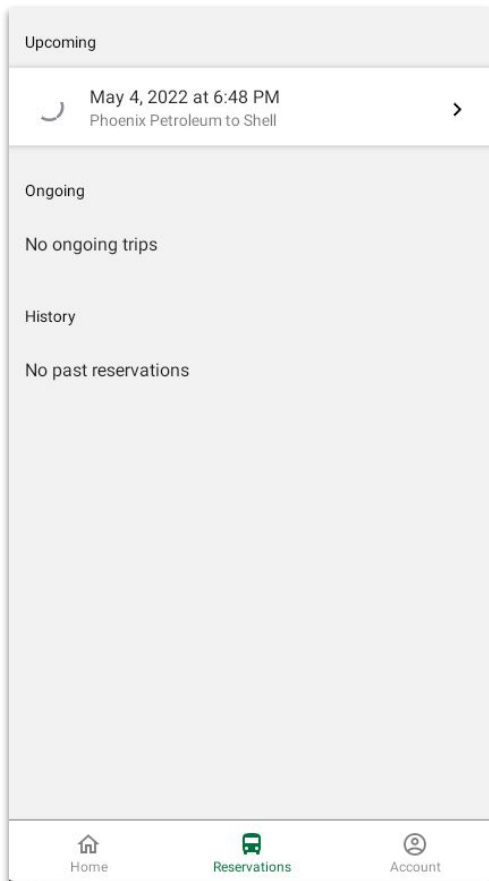 Upcoming
May 4, 2022 at 6:48 PM
Phoenix Petroleum to Shell
Ongoing
No ongoing trips
History
No past reservations
Home
Reservations
Account